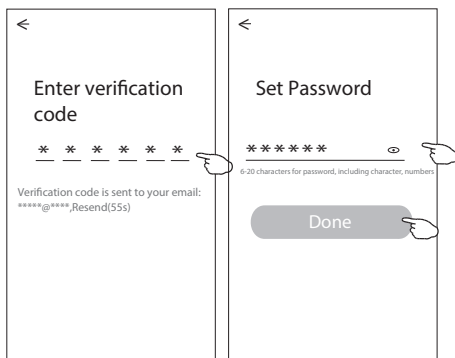 Enter verification
code
* * * * * *
Verification code is sent to your email:
*****@****,Resend(55s)
Set Password
******
6-20 characters for password, including character, numbers
Done